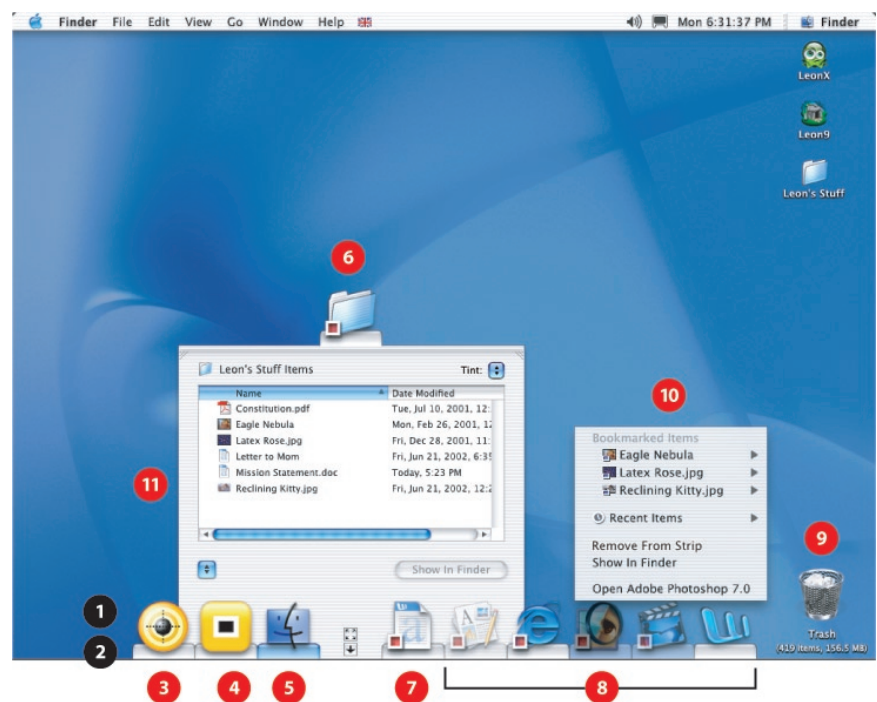 Finder File Edit View Go Window Help
Mon 6:31:37 PM Finder
LeonX
Leon9
Leon's Stuff
6
Leon's Stuff Items Tint:
Name Date Modified
Constitution.pdf Tue, Jul 10, 2001, 12:
Eagle Nebula Mon, Feb 26, 2001, 12
Latex Rose.jpg Fri, Dec 28, 2001, 11:
Letter to Mom Fri, Jun 21, 2002, 6:35
Mission Statement.doc Today, 5:23 PM
Reclining Kitty.jpg Fri, Jun 21, 2002, 12:2
Show In Finder
11
10
Bookmarked Items
Eagle Nebula
Latex Rose.jpg
Reclining Kitty.jpg
Recent Items
Remove From Strip
Show In Finder
Open Adobe Photoshop 7.0
9
Trash
(419 items, 156.5 MB)
1
2
3
4
5
7
8